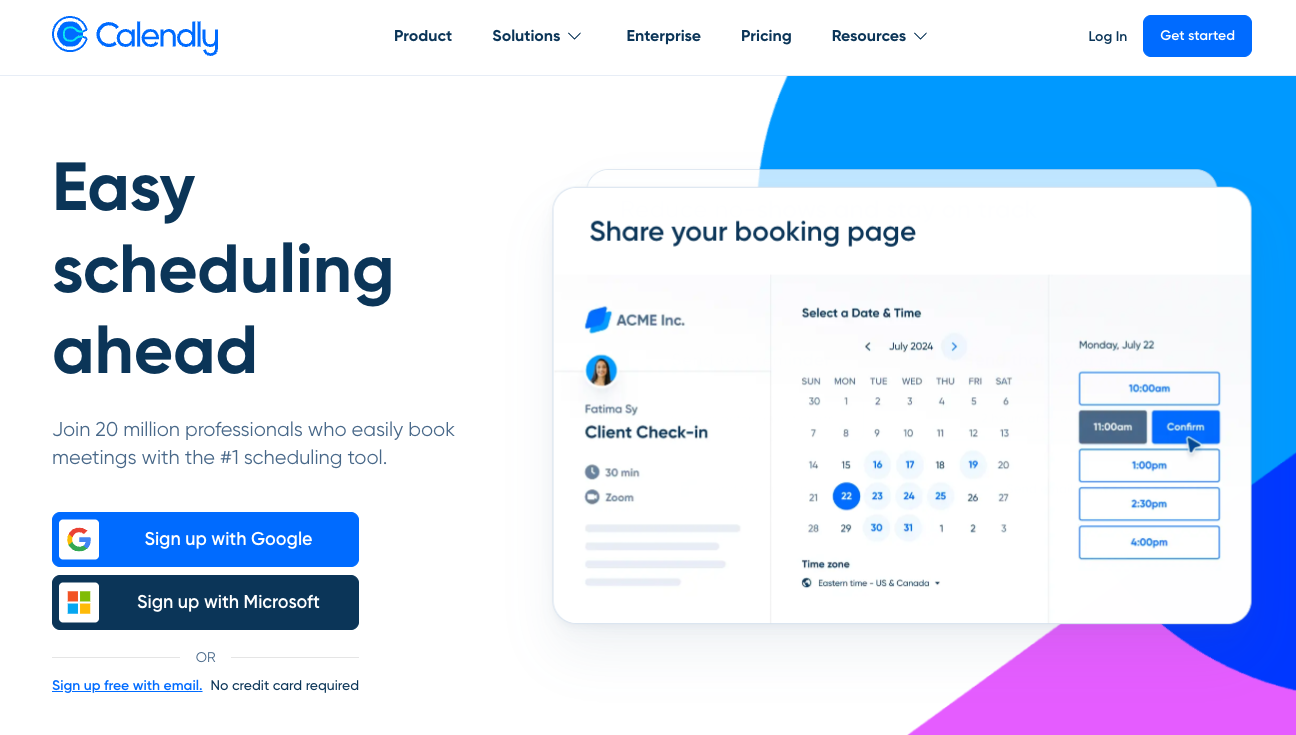 Calendly
Product Solutions Enterprise Pricing Resources
Log In Get started
Easy
scheduling
ahead
Join 20 million professionals who easily book
meetings with the #1 scheduling tool.
Sign up with Google
Sign up with Microsoft
OR
Sign up free with email. No credit card required
Share your booking page
ACME Inc.
Fatima Sy
Client Check-in
30 min
Zoom
Select a Date & Time
July 2024
SUN MON TUE WED THU FRI SAT
30 1 2 3 4 5 6
7 8 9 10 11 12 13
14 15 16 17 18 19 20
21 22 23 24 25 26 27
28 29 30 31 1 2 3
Time zone
Eastern time - US & Canada
Monday, July 22
10:00am
11:00am Confirm
1:00pm
2:30pm
4:00pm